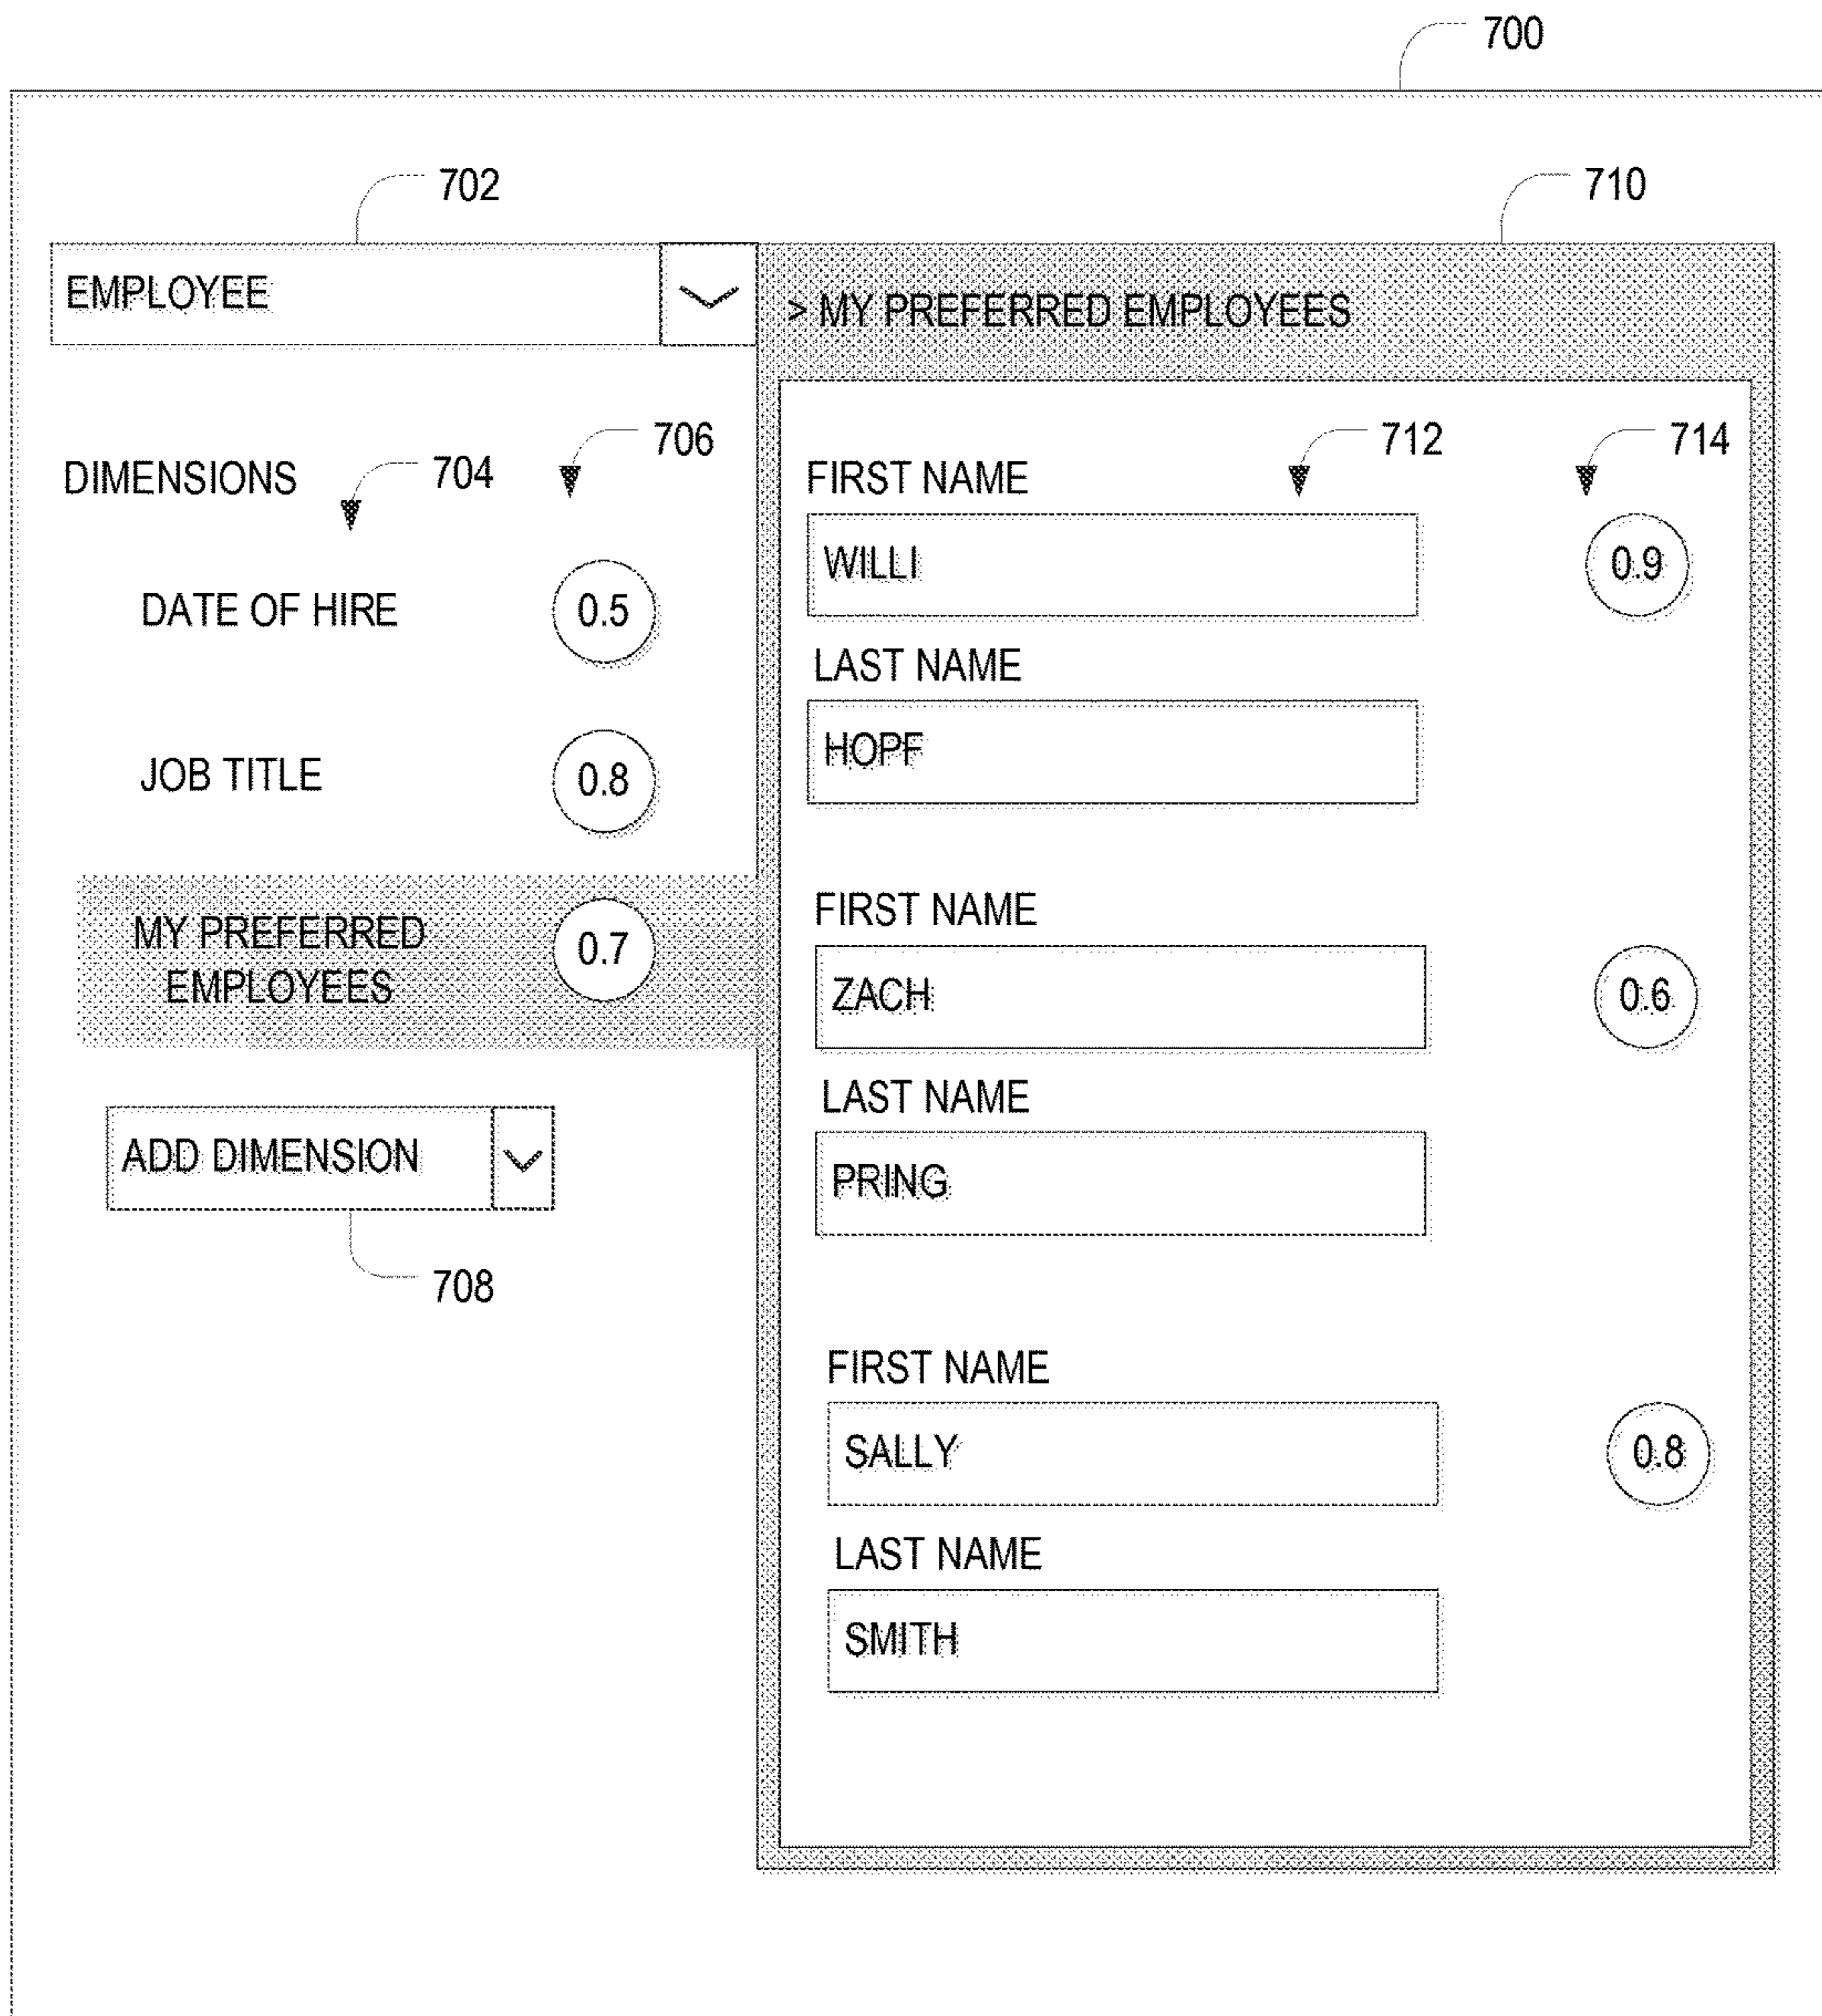 700
702
EMPLOYEE
DIMENSIONS
704
706
DATE OF HIRE
0.5
JOB TITLE
0.8
MY PREFERRED
EMPLOYEES
0.7
ADD DIMENSION
708
710
> MY PREFERRED EMPLOYEES
712
714
FIRST NAME
WILLI
0.9
LAST NAME
HOPF
FIRST NAME
ZACH
0.6
LAST NAME
PRING
FIRST NAME
SALLY
0.8
LAST NAME
SMITH